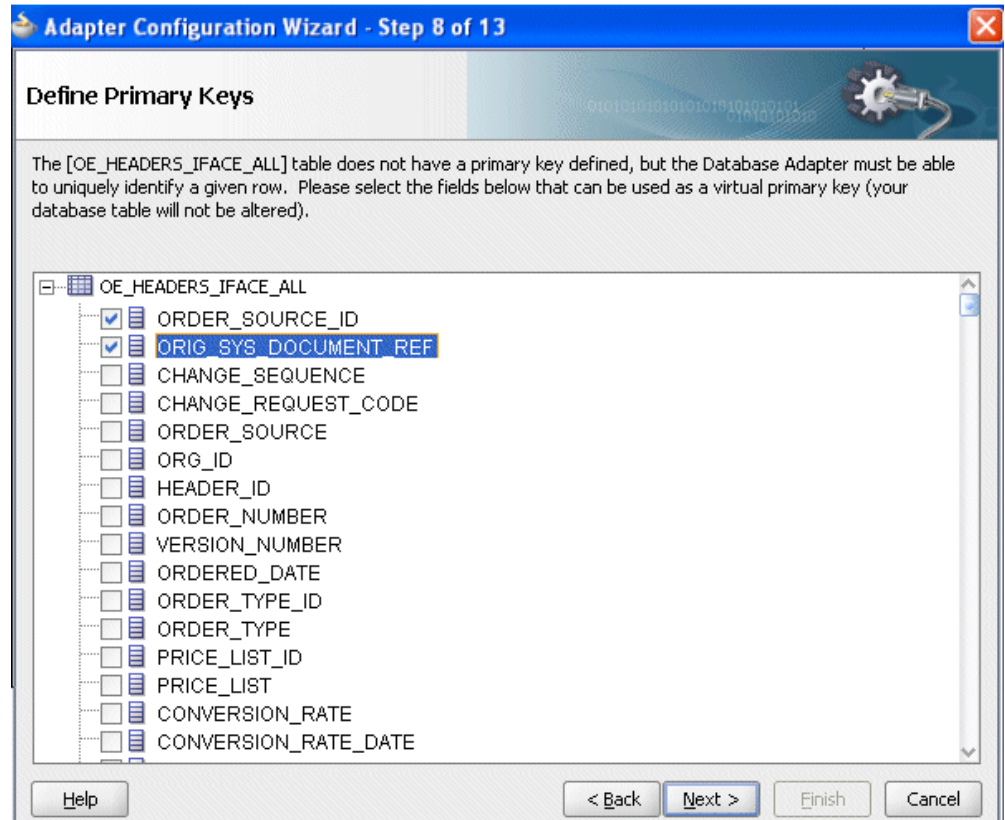 Adapter Configuration Wizard - Step 8 of 13
Define Primary Keys
The [OE_HEADERS_IFACE_ALL] table does not have a primary key defined, but the Database Adapter must be able
to uniquely identify a given row.  Please select the fields below that can be used as a virtual primary key (your
database table will not be altered).
OE_HEADERS_IFACE_ALL
ORDER_SOURCE_ID
ORIG_SYS_DOCUMENT_REF
CHANGE_SEQUENCE
CHANGE_REQUEST_CODE
ORDER_SOURCE
ORG_ID
HEADER_ID
ORDER_NUMBER
VERSION_NUMBER
ORDERED_DATE
ORDER_TYPE_ID
ORDER_TYPE
PRICE_LIST_ID
PRICE_LIST
CONVERSION_RATE
CONVERSION_RATE_DATE
Help < Back Next > Finish Cancel